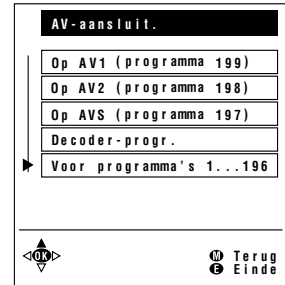 AV-aansluit.
Op AV1 (programma 199)
Op AV2 (programma 198)
Op AVS (programma 197)
Decoder-progr.
Voor programma's 1...196
OK
M Terug
E Einde